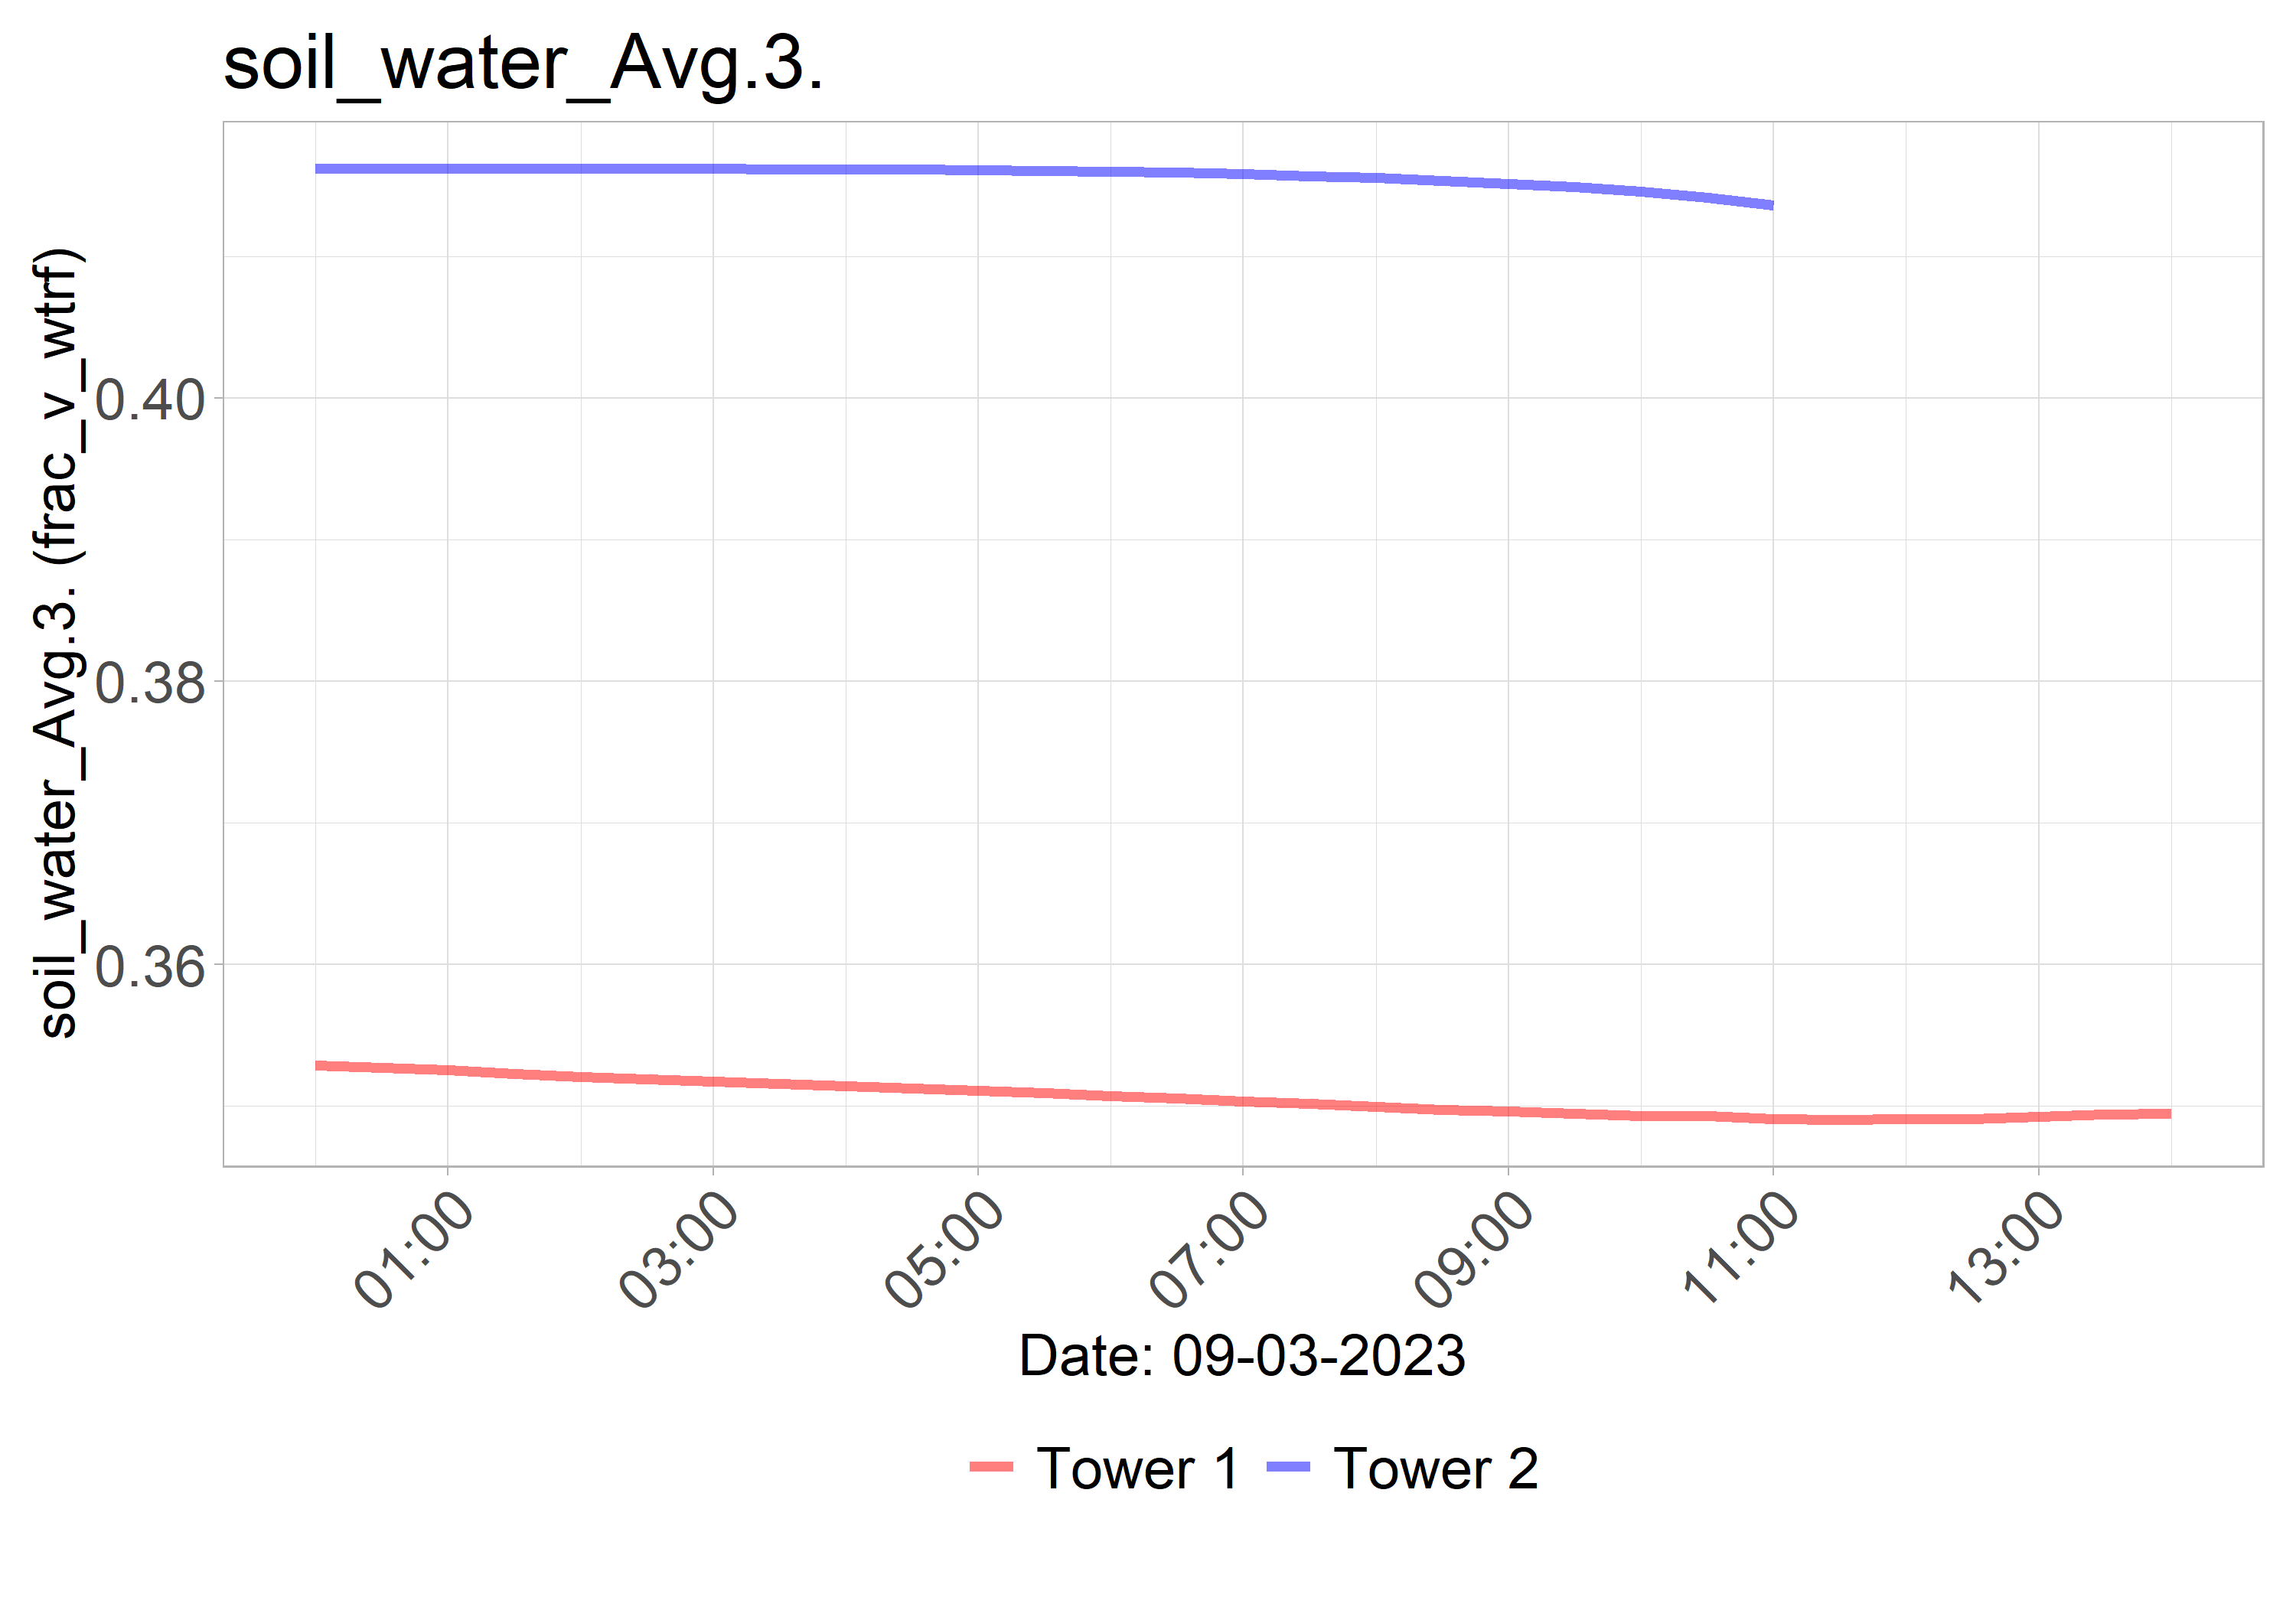 soil_water_Avg.3.
soil_water_Avg.3. (frac_v_wtrf)
0.40
0.38
0.36
01:00
03:00
05:00
07:00
09:00
11:00
13:00
Date: 09-03-2023
Tower 1
Tower 2